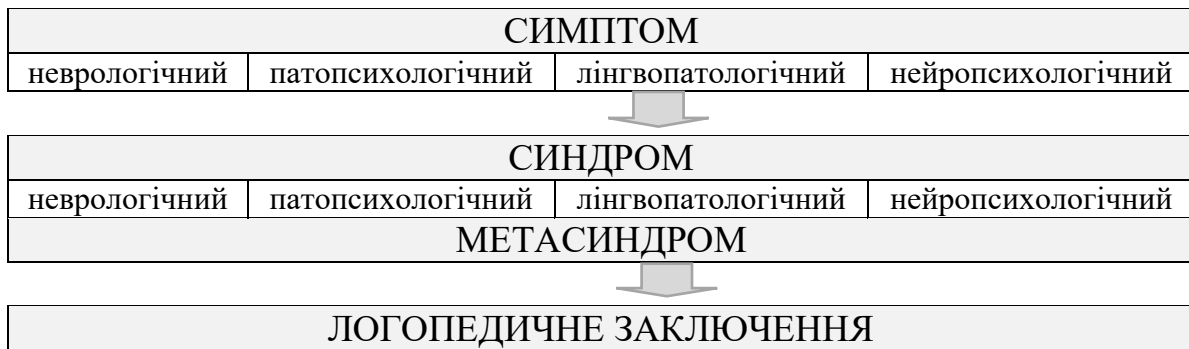 СИМПТОМ
неврологічний патопсихологічний лінгвопатологічний нейропсихологічний
СИНДРОМ
неврологічний патопсихологічний лінгвопатологічний нейропсихологічний
МЕТАСИНДРОМ
ЛОГОПЕДИЧНЕ ЗАКЛЮЧЕННЯ